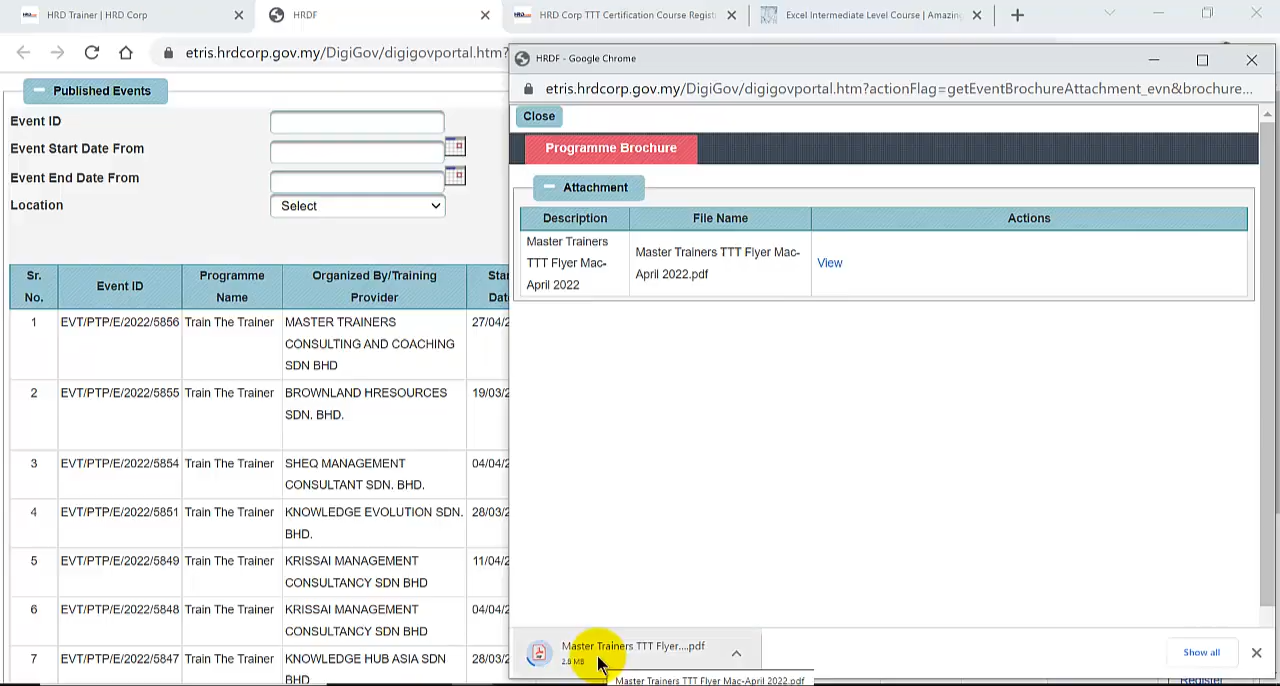 HRD Trainer | HRD Corp
HRDF
HRD Corp TTT Certification Course Regist
Excel Intermediate Level Course | Amazing
etris.hrdcorp.gov.my/DigiGov/digigovportal.htm?
HRDF - Google Chrome
etris.hrdcorp.gov.my/DigiGov/digigovportal.htm?actionFlag=getEventBrochureAttachment_evn&brochure...
Published Events
Event ID
Event Start Date From
Event End Date From
Location
Select
Sr. No.
Event ID
Programme Name
Organized By/Training Provider
Star Date
1 EVT/PTP/E/2022/5856 Train The Trainer MASTER TRAINERS 27/04/2
CONSULTING AND COACHING
SDN BHD
2 EVT/PTP/E/2022/5855 Train The Trainer BROWNLAND HRESOURCES 19/03/2
SDN. BHD.
3 EVT/PTP/E/2022/5854 Train The Trainer SHEQ MANAGEMENT 04/04/2
CONSULTANT SDN. BHD.
4 EVT/PTP/E/2022/5851 Train The Trainer KNOWLEDGE EVOLUTION SDN. 28/03/2
BHD.
5 EVT/PTP/E/2022/5849 Train The Trainer KRISSAI MANAGEMENT 11/04/2
CONSULTANCY SDN BHD
6 EVT/PTP/E/2022/5848 Train The Trainer KRISSAI MANAGEMENT 04/04/2
CONSULTANCY SDN BHD
7 EVT/PTP/E/2022/5847 Train The Trainer KNOWLEDGE HUB ASIA SDN 28/03/2
BHD
Close
Programme Brochure
Attachment
Description File Name Actions
Master Trainers
TTT Flyer Mac-
April 2022
Master Trainers TTT Flyer Mac-
April 2022.pdf
View
Master Trainers TTT Flyer....pdf
2.8 MB
Show all
Master Trainers TTT Flyer Mac-April 2022.pdf
Register